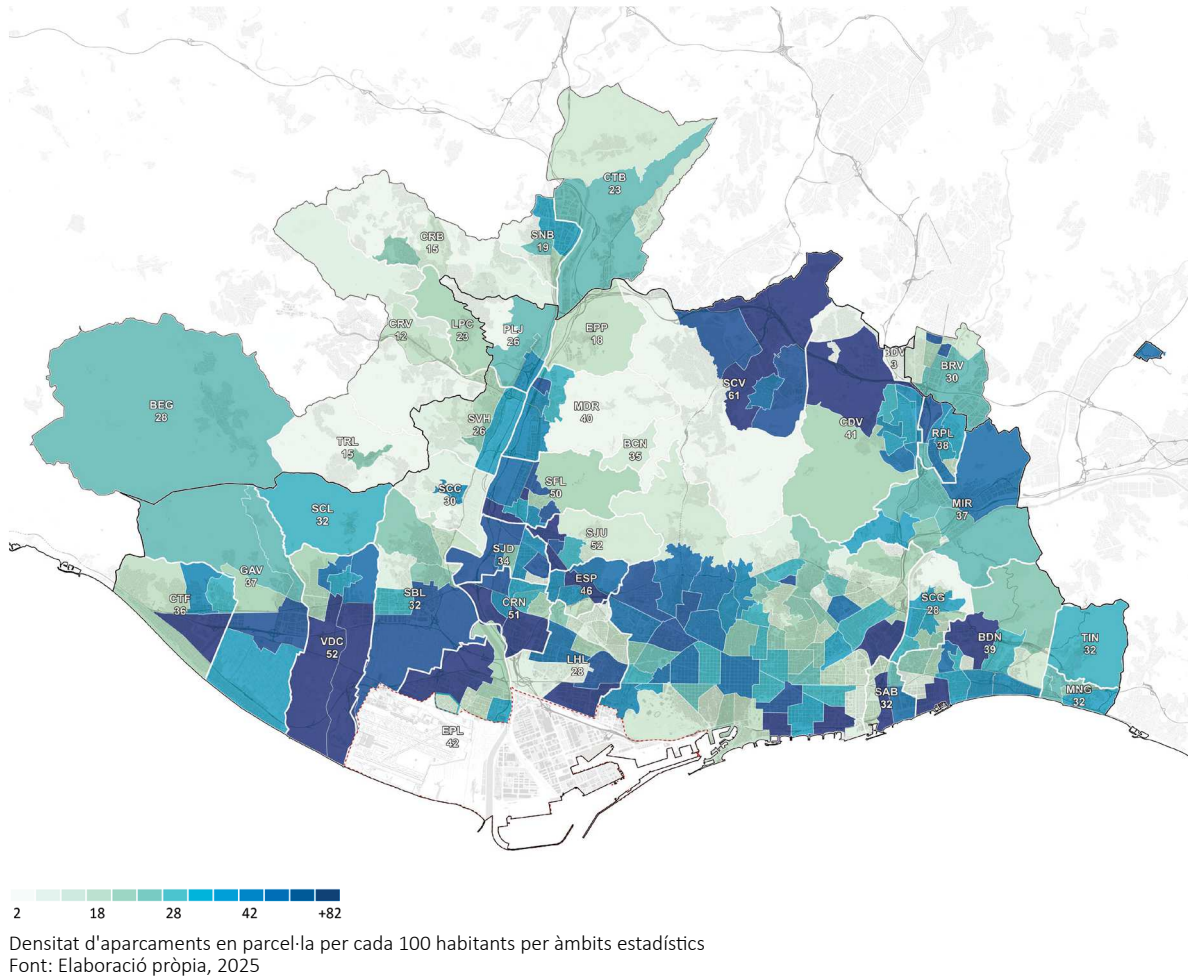 CTB
23
CRB
15
SNB
19
CRV
12
LPC
23
PLJ
26
EPP
18
BDV
3
BRV
30
SCV
61
BEG
28
MDR
40
SVH
26
CDV
41
RPL
38
BCN
35
TRL
15
SCC
30
SFL
50
SCL
32
MIR
37
SJU
52
SJD
34
GAV
37
ESP
46
CTF
36
SBL
32
CRN
51
SCG
28
VDC
52
BDN
39
TIN
32
LHL
28
SAB
32
MNG
32
EPL
42
2 18 28 42 +82
Densitat d'aparcaments en parcel·la per cada 100 habitants per àmbits estadístics
Font: Elaboració pròpia, 2025